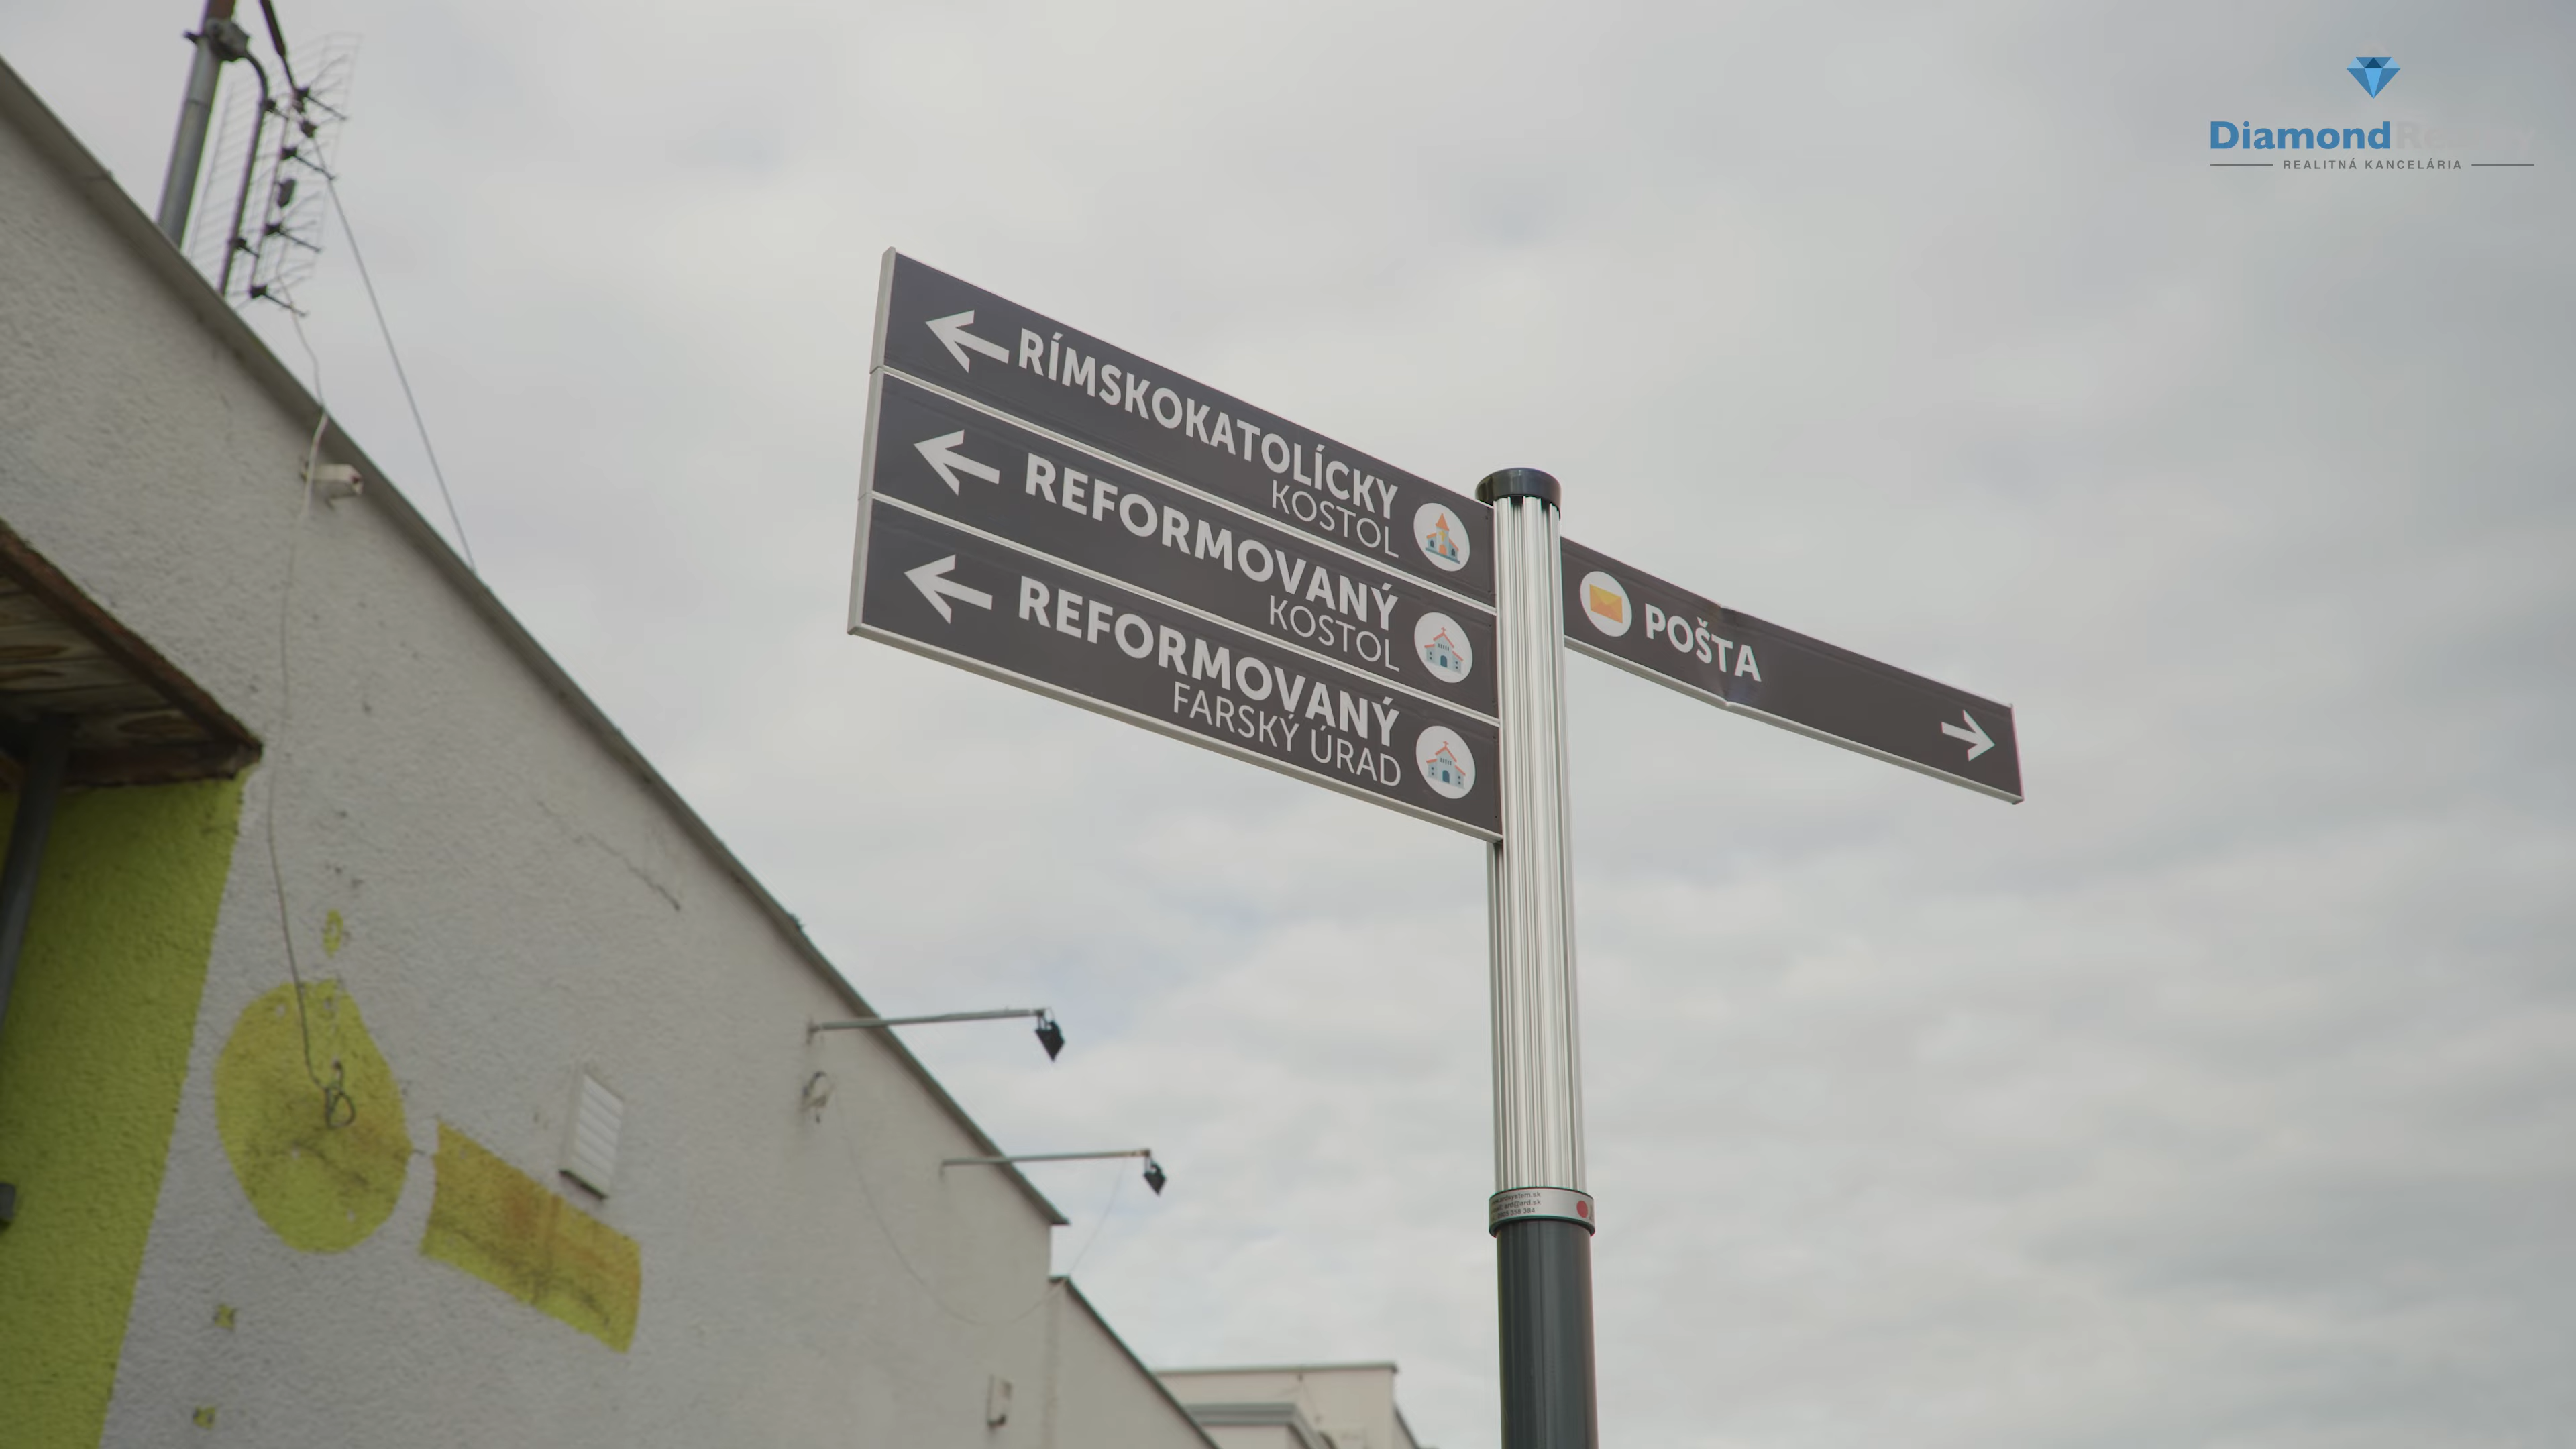 Diamond
REALITNÁ KANCELÁRIA
RÍMSKOKATOLÍCKY
KOSTOL
REFORMOVANÝ
KOSTOL
REFORMOVANÝ
FARSKÝ ÚRAD
POŠTA